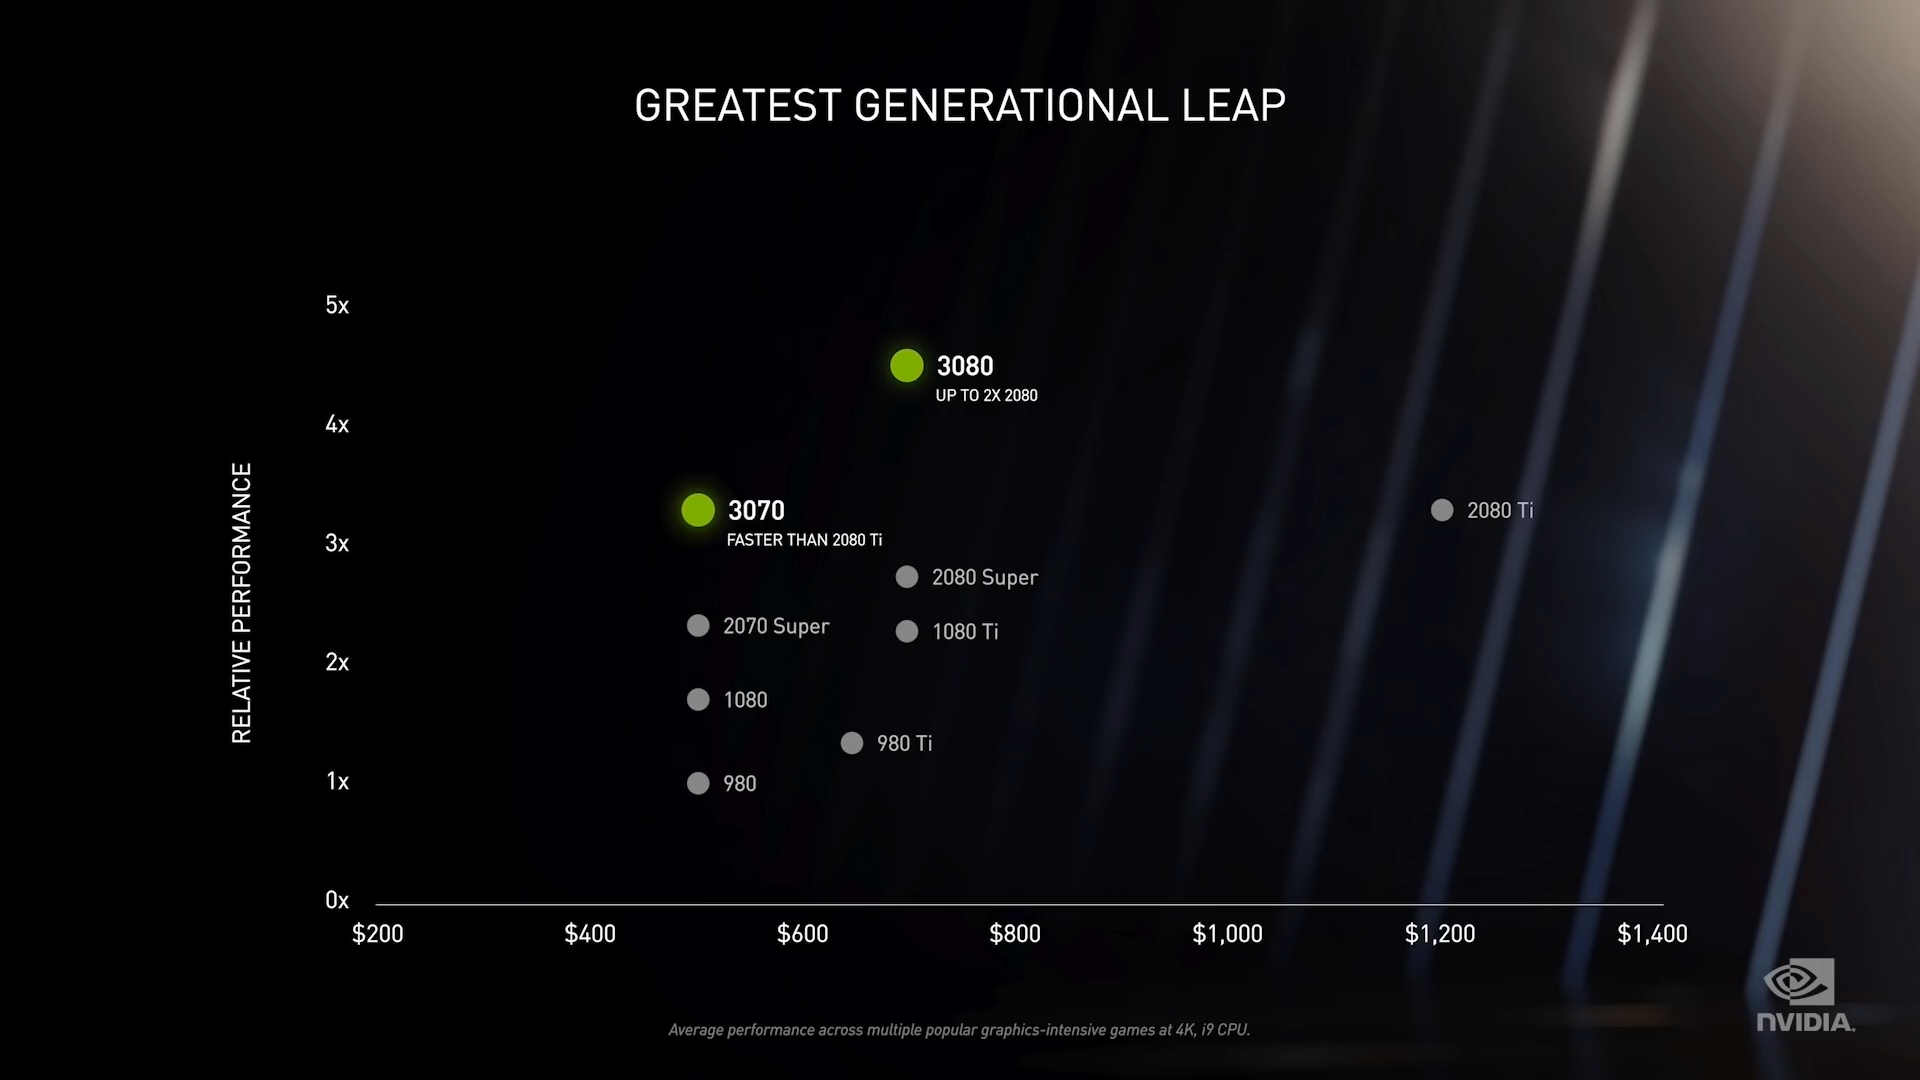 GREATEST GENERATIONAL LEAP
RELATIVE PERFORMANCE
5x
4x
3x
2x
1x
0x
3080
UP TO 2X 2080
3070
FASTER THAN 2080 Ti
2080 Ti
2080 Super
2070 Super
1080 Ti
1080
980 Ti
980
$200
$400
$600
$800
$1,000
$1,200
$1,400
Average performance across multiple popular graphics-intensive games at 4K, i9 CPU.
NVIDIA.